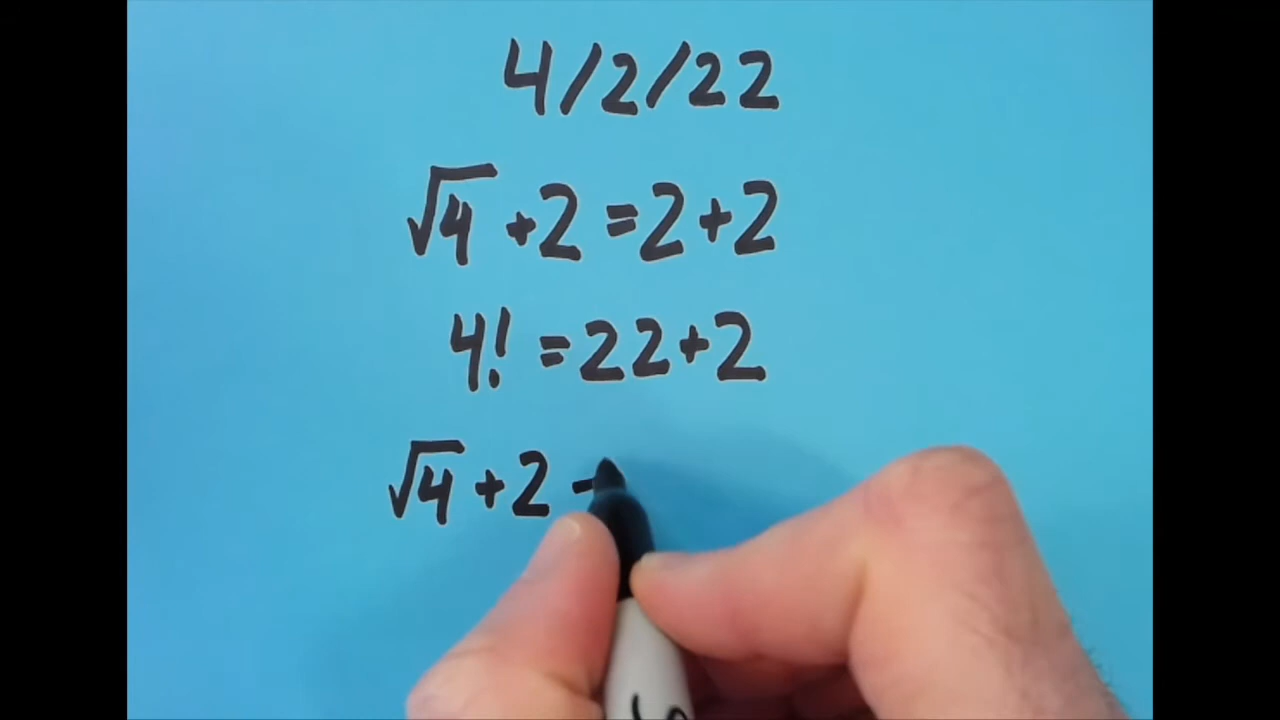 4/2/22
√4 +2 =2+2
4! =22+2
√4 +2 -